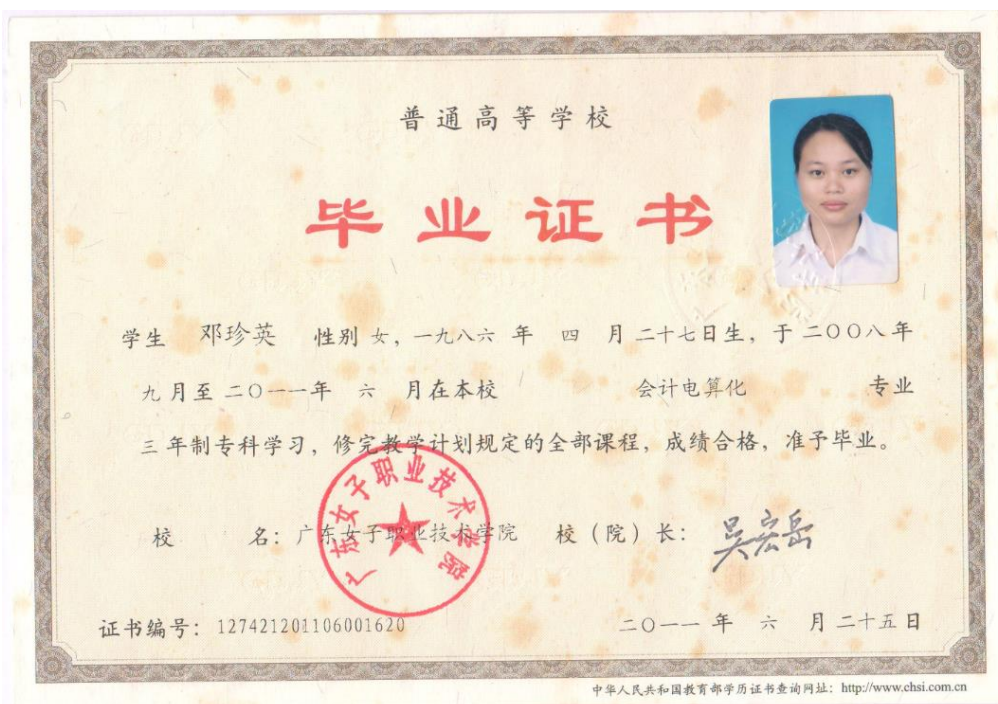 普通高等学校
毕业证书
学生 邓珍英 性别 女，一九八六 年 四 月 二十七日生，于 二〇〇八 年
九 月至 二〇一一 年 六 月在本校 会计电算化 专业
三 年制专科学习，修完教学计划规定的全部课程，成绩合格，准予毕业。
广东女子职业技术学院
校 名：广东女子职业技术学院 校（院）长：吴宏岳
证书编号：127421201106001620 二〇一一 年 六 月 二十五日
中华人民共和国教育部学历证书查询网址：http://www.chsi.com.cn